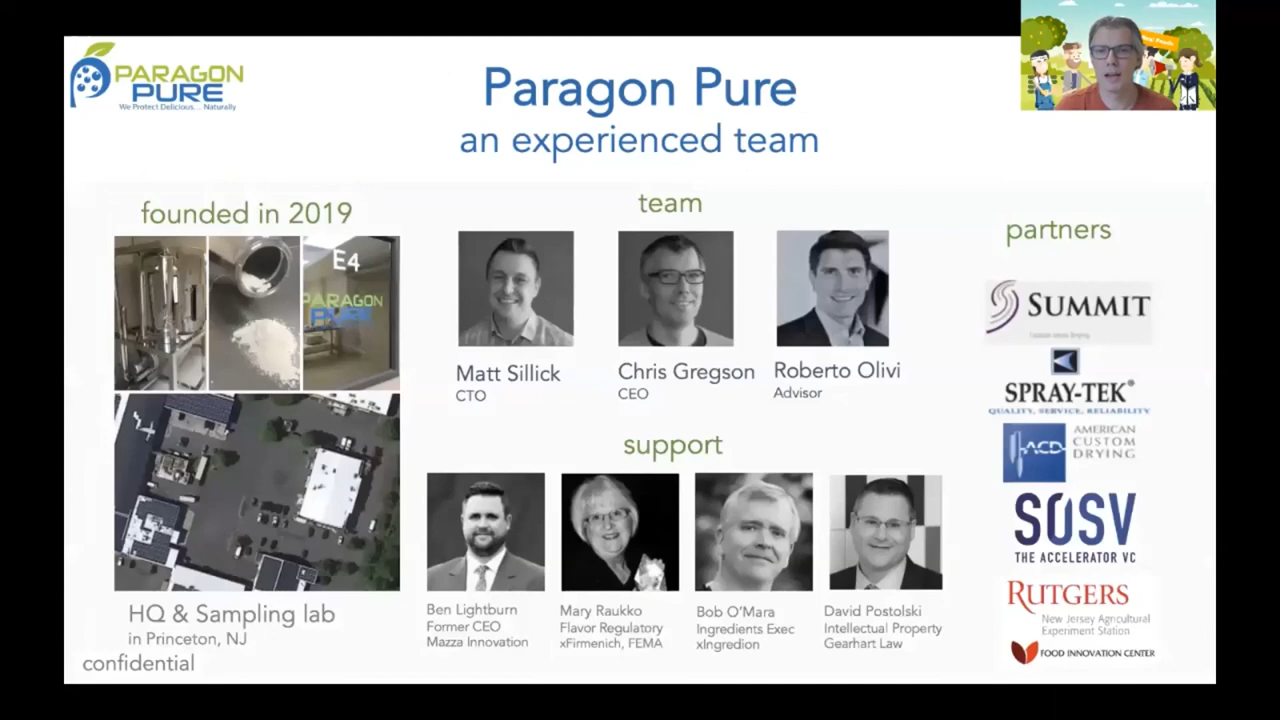 PARAGON
PURE
We Protect Delicious... Naturally
Paragon Pure
an experienced team
founded in 2019
E4
PARAGON
PURE
HQ & Sampling lab
in Princeton, NJ
confidential
team
Matt Sillick
CTO
Chris Gregson
CEO
Roberto Olivi
Advisor
support
Ben Lightburn
Former CEO
Mazza Innovation
Mary Raukko
Flavor Regulatory
xFirmenich, FEMA
Bob O'Mara
Ingredients Exec
xIngredion
David Postolski
Intellectual Property
Gearhart Law
partners
SUMMIT
SPRAY-TEK®
QUALITY, SERVICE, RELIABILITY
ACD
AMERICAN
CUSTOM
DRYING
SOSV
THE ACCELERATOR VC
RUTGERS
New Jersey Agricultural
Experiment Station
FOOD INNOVATION CENTER